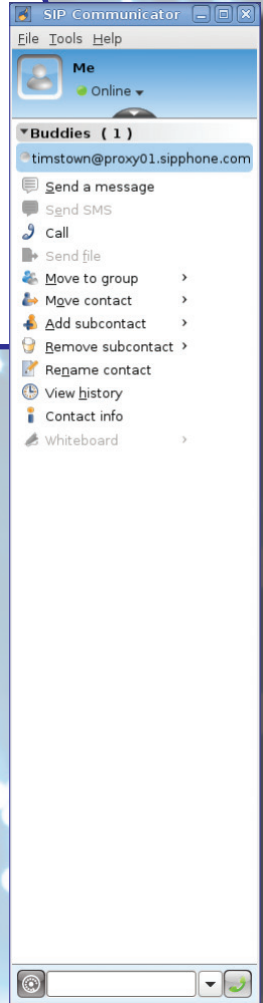 SIP Communicator
File Tools Help
Me
Online
Buddies ( 1 )
timstown@proxy01.sipphone.com
Send a message
Send SMS
Call
Send file
Move to group
Move contact
Add subcontact
Remove subcontact
Rename contact
View history
Contact info
Whiteboard